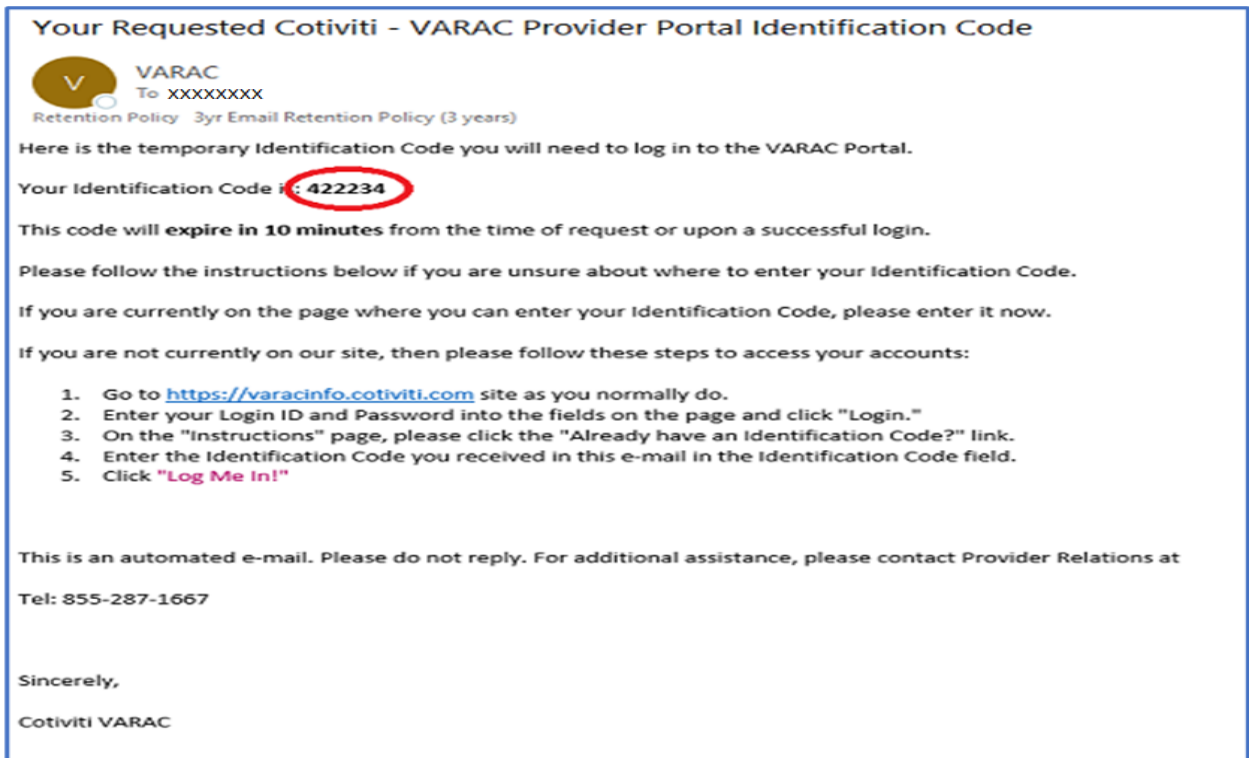 Your Requested Cotiviti - VARAC Provider Portal Identification Code
V
VARAC
To xxxxxxxx
Retention Policy 3yr Email Retention Policy (3 years)
Here is the temporary Identification Code you will need to log in to the VARAC Portal.
Your Identification Code : 422234
This code will expire in 10 minutes from the time of request or upon a successful login.
Please follow the instructions below if you are unsure about where to enter your Identification Code.
If you are currently on the page where you can enter your Identification Code, please enter it now.
If you are not currently on our site, then please follow these steps to access your accounts:
1. Go to https://varacinfo.cotiviti.com site as you normally do.
2. Enter your Login ID and Password into the fields on the page and click "Login."
3. On the "Instructions" page, please click the "Already have an Identification Code?" link.
4. Enter the Identification Code you received in this e-mail in the Identification Code field.
5. Click "Log Me In!"
This is an automated e-mail. Please do not reply. For additional assistance, please contact Provider Relations at
Tel: 855-287-1667
Sincerely,
Cotiviti VARAC